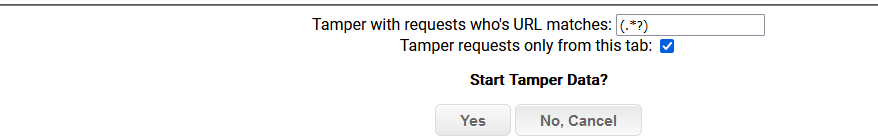 Tamper with requests who's URL matches: (.*?)
Tamper requests only from this tab:
Start Tamper Data?
Yes No, Cancel